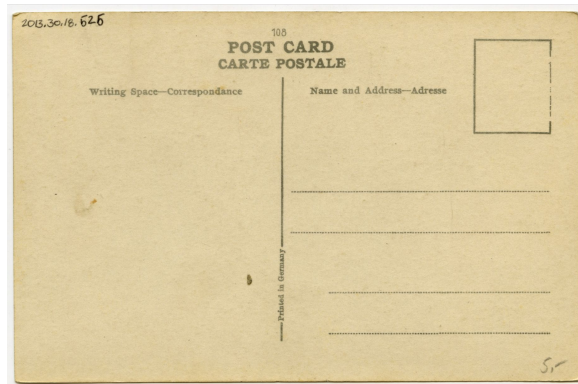 2013.30.18.525
108
POST CARD
CARTE POSTALE
Writing Space—Correspondance
Name and Address—Adresse
Printed in Germany
5,-